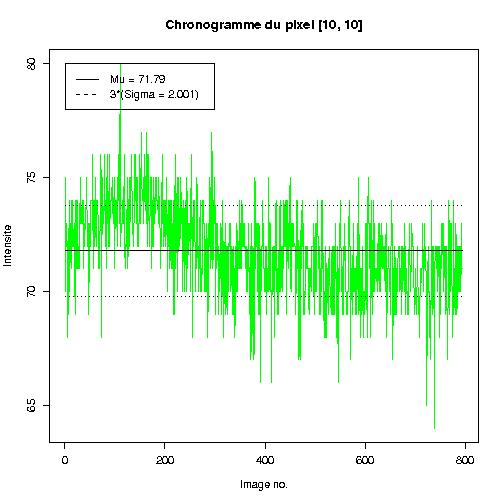 Chronogramme du pixel [10, 10]
Mu = 71.79
3*(Sigma = 2.001)
80
75
70
65
Intensite
0 200 400 600 800
Image no.